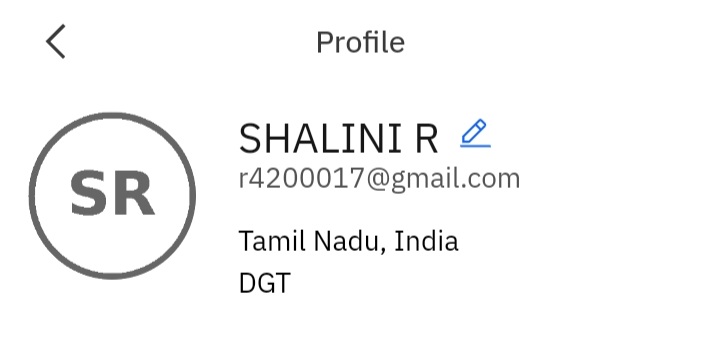 Profile
SR
SHALINI R
r4200017@gmail.com
Tamil Nadu, India
DGT